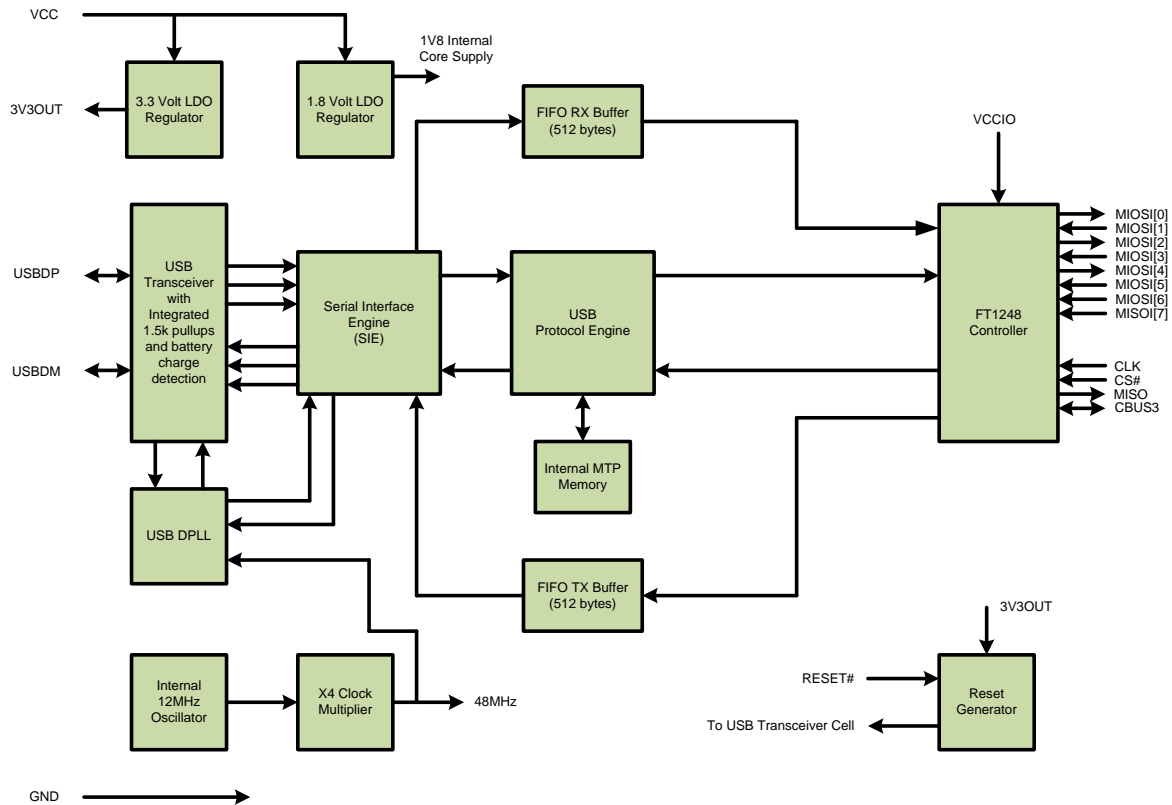 VCC
1V8 Internal
Core Supply
3V3OUT
3.3 Volt LDO
Regulator
1.8 Volt LDO
Regulator
FIFO RX Buffer
(512 bytes)
VCCIO
USBDP
USBDM
USB
Transceiver
with
Integrated
1.5k pullups
and battery
charge
detection
Serial Interface
Engine
(SIE)
USB
Protocol Engine
FT1248
Controller
MIOSI[0]
MIOSI[1]
MIOSI[2]
MIOSI[3]
MIOSI[4]
MIOSI[5]
MIOSI[6]
MISOI[7]
CLK
CS#
MISO
CBUS3
Internal MTP
Memory
USB DPLL
FIFO TX Buffer
(512 bytes)
Internal
12MHz
Oscillator
X4 Clock
Multiplier
48MHz
3V3OUT
RESET#
To USB Transceiver Cell
Reset
Generator
GND